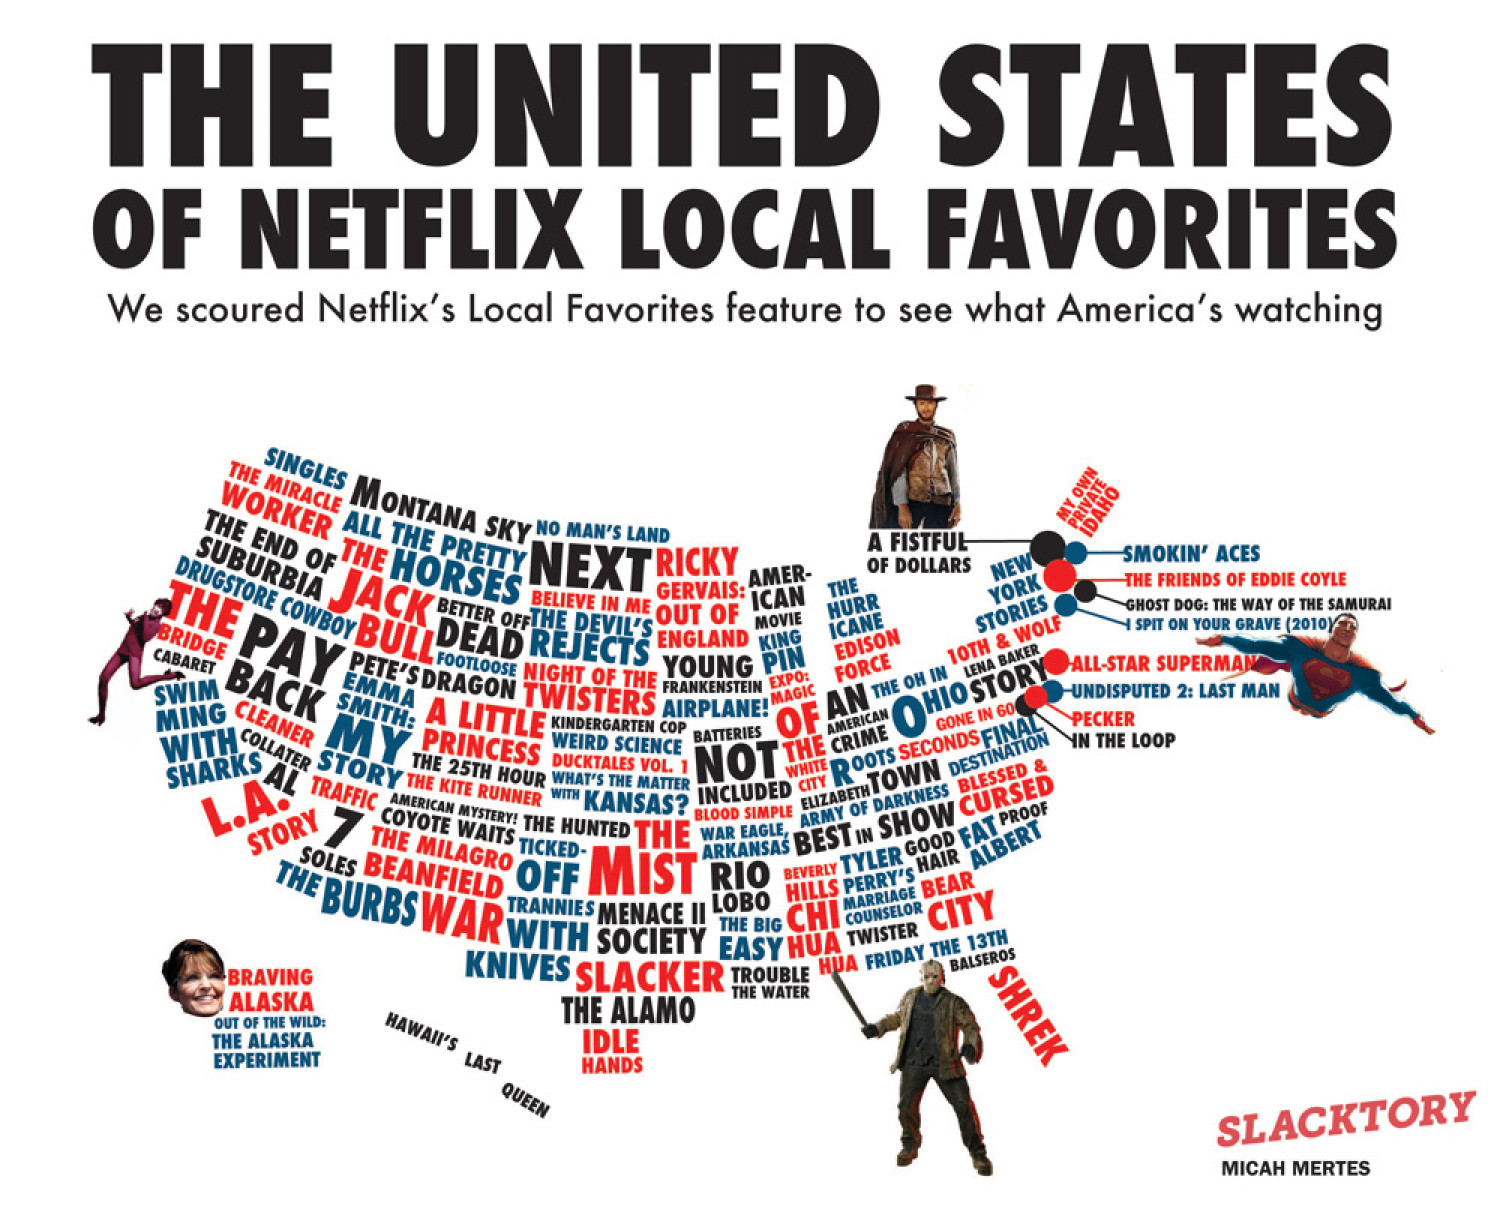 THE UNITED STATES
OF NETFLIX LOCAL FAVORITES
We scoured Netflix's Local Favorites feature to see what America's watching
SINGLES
THE MIRACLE
WORKER
THE END OF
SUBURBIA
DRUGSTORE COWBOY
THE
BRIDGE
CABARET
SWIM
MING
WITH
SHARKS
L.A.
STORY
MONTANA SKY
ALL THE PRETTY
HORSES
THE
JACK
BULL
PAY
BACK
CLEANER
COLLATER
AL
NO MAN'S LAND
NEXT
BELIEVE IN ME
BETTER OFF
DEAD
THE DEVIL'S
REJECTS
PETE'S
DRAGON
FOOTLOOSE
NIGHT OF THE
TWISTERS
EMMA
SMITH:
MY
STORY
A LITTLE
PRINCESS
THE 25TH HOUR
THE KITE RUNNER
TRAFFIC
7
SOLES
THE BURBS
AMERICAN MYSTERY!
COYOTE WAITS
THE MILAGRO
BEANFIELD
WAR
KINDERGARTEN COP
WEIRD SCIENCE
DUCKTALES VOL. 1
WHAT'S THE MATTER
WITH KANSAS?
THE HUNTED
TICKED-
OFF
TRANNIES
WITH
KNIVES
THE
MIST
MENACE II
SOCIETY
SLACKER
THE ALAMO
IDLE
HANDS
RICKY
GERVAIS:
OUT OF
ENGLAND
YOUNG
FRANKENSTEIN
AIRPLANE!
BATTERIES
NOT
INCLUDED
BLOOD SIMPLE
WAR EAGLE,
ARKANSAS
RIO
LOBO
THE BIG
EASY
TROUBLE
THE WATER
AMER-
ICAN
MOVIE
KING
PIN
EXPO:
MAGIC
OF
THE
WHITE
CITY
THE
HURR
ICANE
EDISON
FORCE
AN
AMERICAN
CRIME
THE OH IN
OHIO
10TH & WOLF
LENA BAKER
STORY
GONE IN 60
SECONDS
ROOTS
FINAL
DESTINATION
ELIZABETHTOWN
ARMY OF DARKNESS
BLESSED &
CURSED
BEST IN SHOW
FAT PROOF
ALBERT
BEVERLY
HILLS
CHI
HUA
HUA
TYLER
PERRY'S
MARRIAGE
COUNSELOR
TWISTER
GOOD
HAIR
BEAR
CITY
FRIDAY THE 13TH
BALSEROS
SHREK
NEW
YORK
STORIES
MY OWN
PRIVATE
IDAHO
A FISTFUL
OF DOLLARS
SMOKIN' ACES
THE FRIENDS OF EDDIE COYLE
GHOST DOG: THE WAY OF THE SAMURAI
I SPIT ON YOUR GRAVE (2010)
ALL-STAR SUPERMAN
UNDISPUTED 2: LAST MAN
PECKER
IN THE LOOP
BRAVING
ALASKA
OUT OF THE WILD:
THE ALASKA
EXPERIMENT
HAWAII'S LAST QUEEN
SLACKTORY
MICAH MERTES